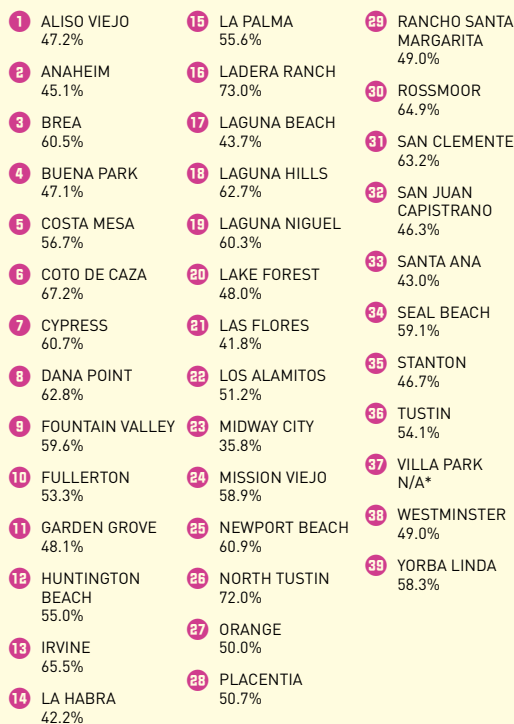 1 ALISO VIEJO
47.2%
2 ANAHEIM
45.1%
3 BREA
60.5%
4 BUENA PARK
47.1%
5 COSTA MESA
56.7%
6 COTO DE CAZA
67.2%
7 CYPRESS
60.7%
8 DANA POINT
62.8%
9 FOUNTAIN VALLEY
59.6%
10 FULLERTON
53.3%
11 GARDEN GROVE
48.1%
12 HUNTINGTON
BEACH
55.0%
13 IRVINE
65.5%
14 LA HABRA
42.2%
15 LA PALMA
55.6%
16 LADERA RANCH
73.0%
17 LAGUNA BEACH
43.7%
18 LAGUNA HILLS
62.7%
19 LAGUNA NIGUEL
60.3%
20 LAKE FOREST
48.0%
21 LAS FLORES
41.8%
22 LOS ALAMITOS
51.2%
23 MIDWAY CITY
35.8%
24 MISSION VIEJO
58.9%
25 NEWPORT BEACH
60.9%
26 NORTH TUSTIN
72.0%
27 ORANGE
50.0%
28 PLACENTIA
50.7%
29 RANCHO SANTA
MARGARITA
49.0%
30 ROSSMOOR
64.9%
31 SAN CLEMENTE
63.2%
32 SAN JUAN
CAPISTRANO
46.3%
33 SANTA ANA
43.0%
34 SEAL BEACH
59.1%
35 STANTON
46.7%
36 TUSTIN
54.1%
37 VILLA PARK
N/A*
38 WESTMINSTER
49.0%
39 YORBA LINDA
58.3%